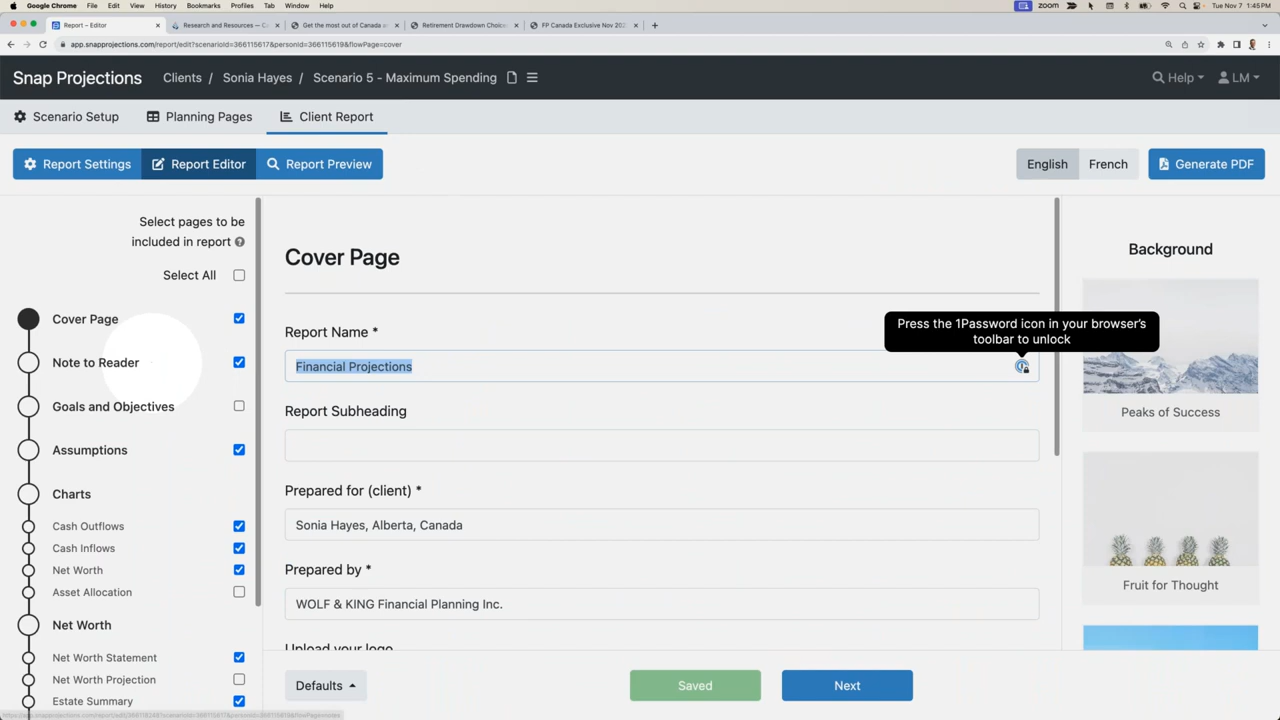 Google Chrome File Edit View History Bookmarks Profiles Tab Window Help zoom Tue Nov 7 1:45PM
Report – Editor Research and Resources — Ca Get the most out of Canada an Retirement Drawdown Choice FP Canada Exclusive Nov 202
app.snapprojections.com/report/edit?scenarioId=366115617&personId=366115619&flowPage=cover
Snap Projections Clients / Sonia Hayes / Scenario 5 - Maximum Spending Help LM
Scenario Setup Planning Pages Client Report
Report Settings Report Editor Report Preview English French Generate PDF
Select pages to be
included in report
Select All
Cover Page
Note to Reader
Goals and Objectives
Assumptions
Charts
Cash Outflows
Cash Inflows
Net Worth
Asset Allocation
Net Worth
Net Worth Statement
Net Worth Projection
Estate Summary
Cover Page
Report Name *
Financial Projections
Press the 1Password icon in your browser's
toolbar to unlock
Report Subheading
Prepared for (client) *
Sonia Hayes, Alberta, Canada
Prepared by *
WOLF & KING Financial Planning Inc.
Upload your logo
Defaults Saved Next
Background
Peaks of Success
Fruit for Thought